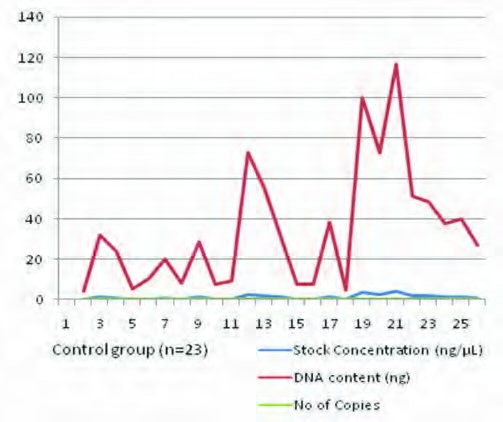 140
120
100
80
60
40
20
0
1 3 5 7 9 11 13 15 17 19 21 23 25
Control group (n=23)
Stock Concentration (ng/µL)
DNA content (ng)
No of Copies